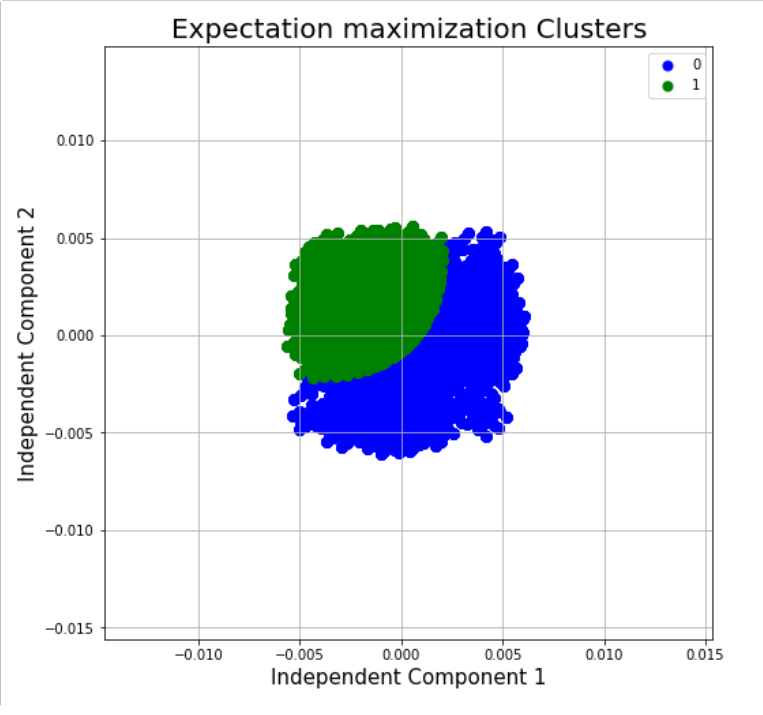 Expectation maximization Clusters
0
1
0.010
0.005
0.000
−0.005
−0.010
−0.015
Independent Component 2
−0.010 −0.005 0.000 0.005 0.010 0.015
Independent Component 1